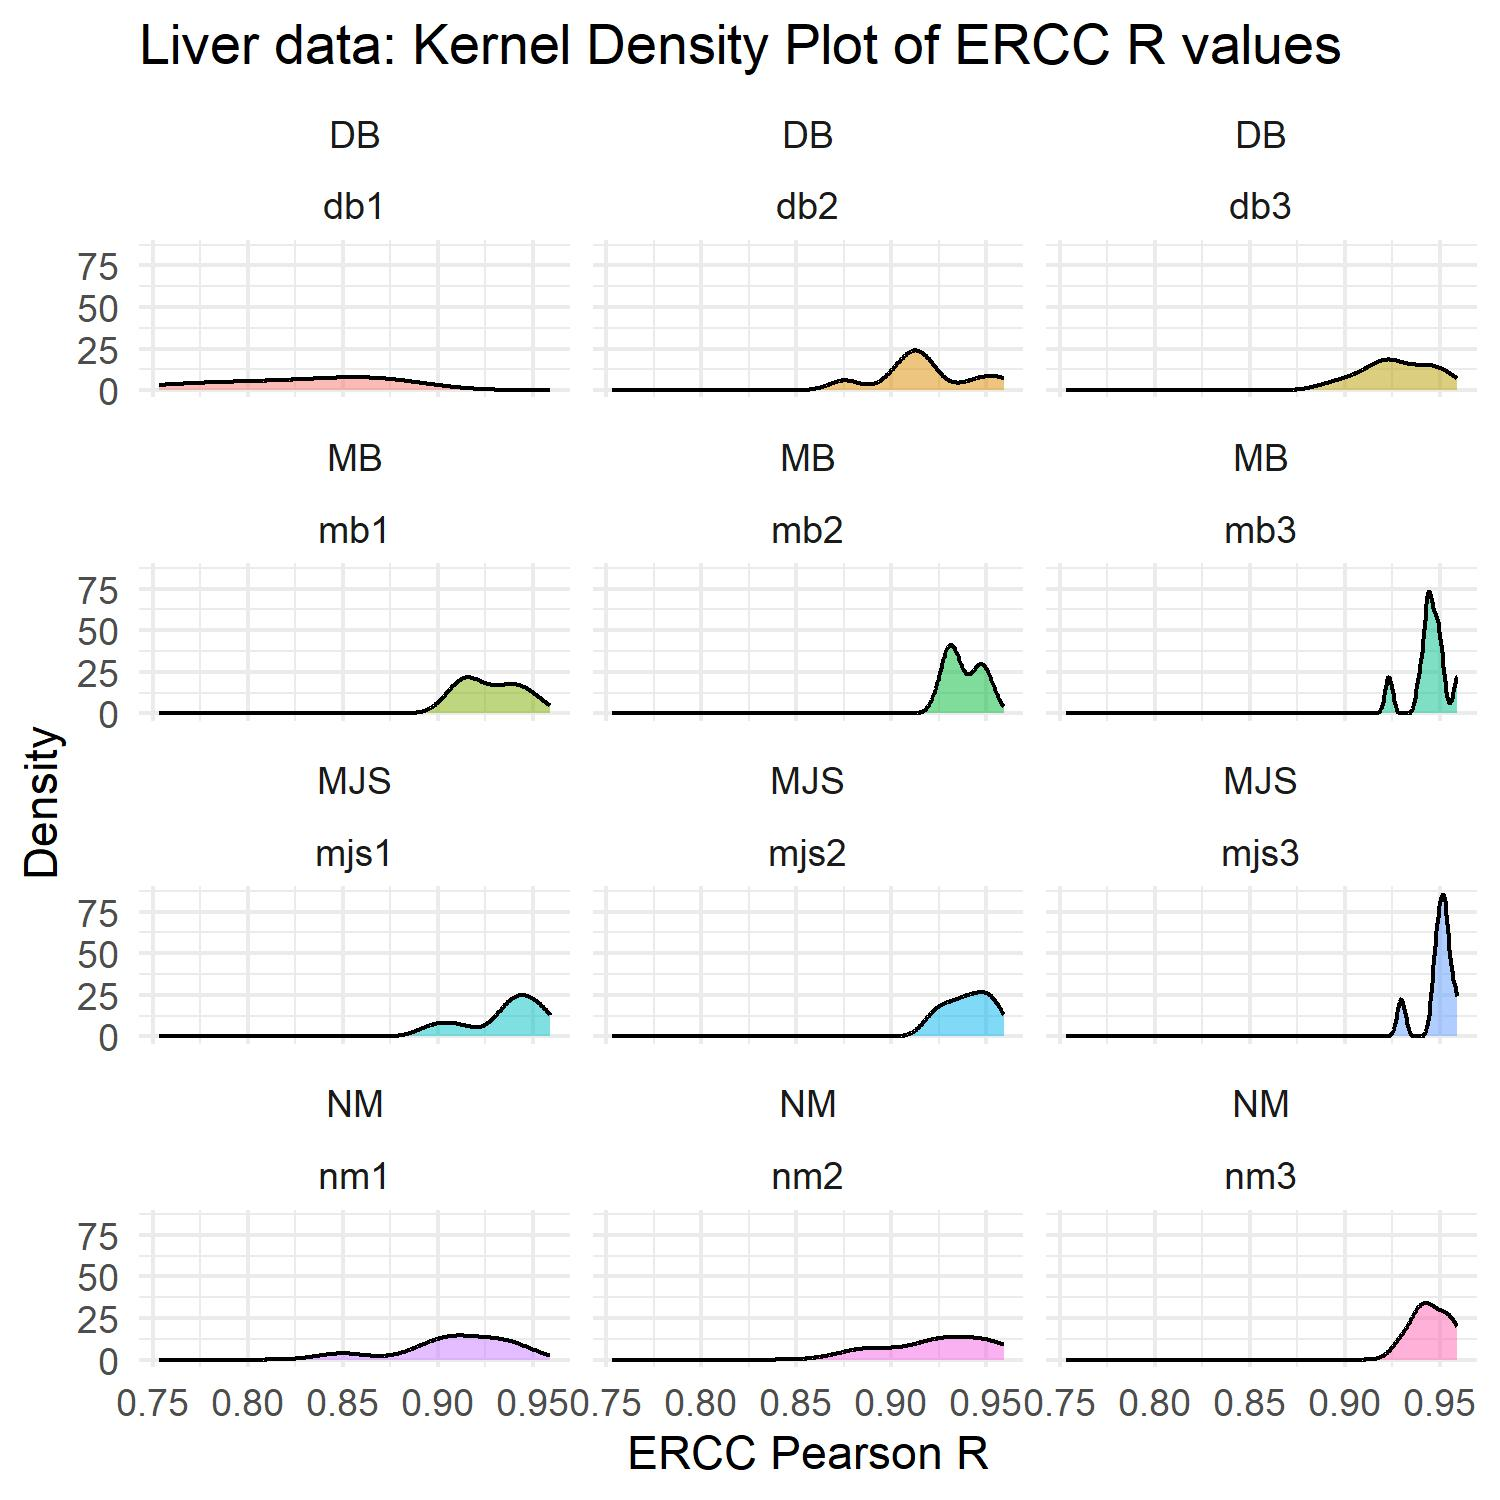 Liver data: Kernel Density Plot of ERCC R values
DB DB DB
db1 db2 db3
75
50
25
0
MB MB MB
mb1 mb2 mb3
75
50
25
0
MJS MJS MJS
mjs1 mjs2 mjs3
75
50
25
0
NM NM NM
nm1 nm2 nm3
75
50
25
0
Density
0.75 0.80 0.85 0.90 0.95 0.75 0.80 0.85 0.90 0.95 0.75 0.80 0.85 0.90 0.95
ERCC Pearson R